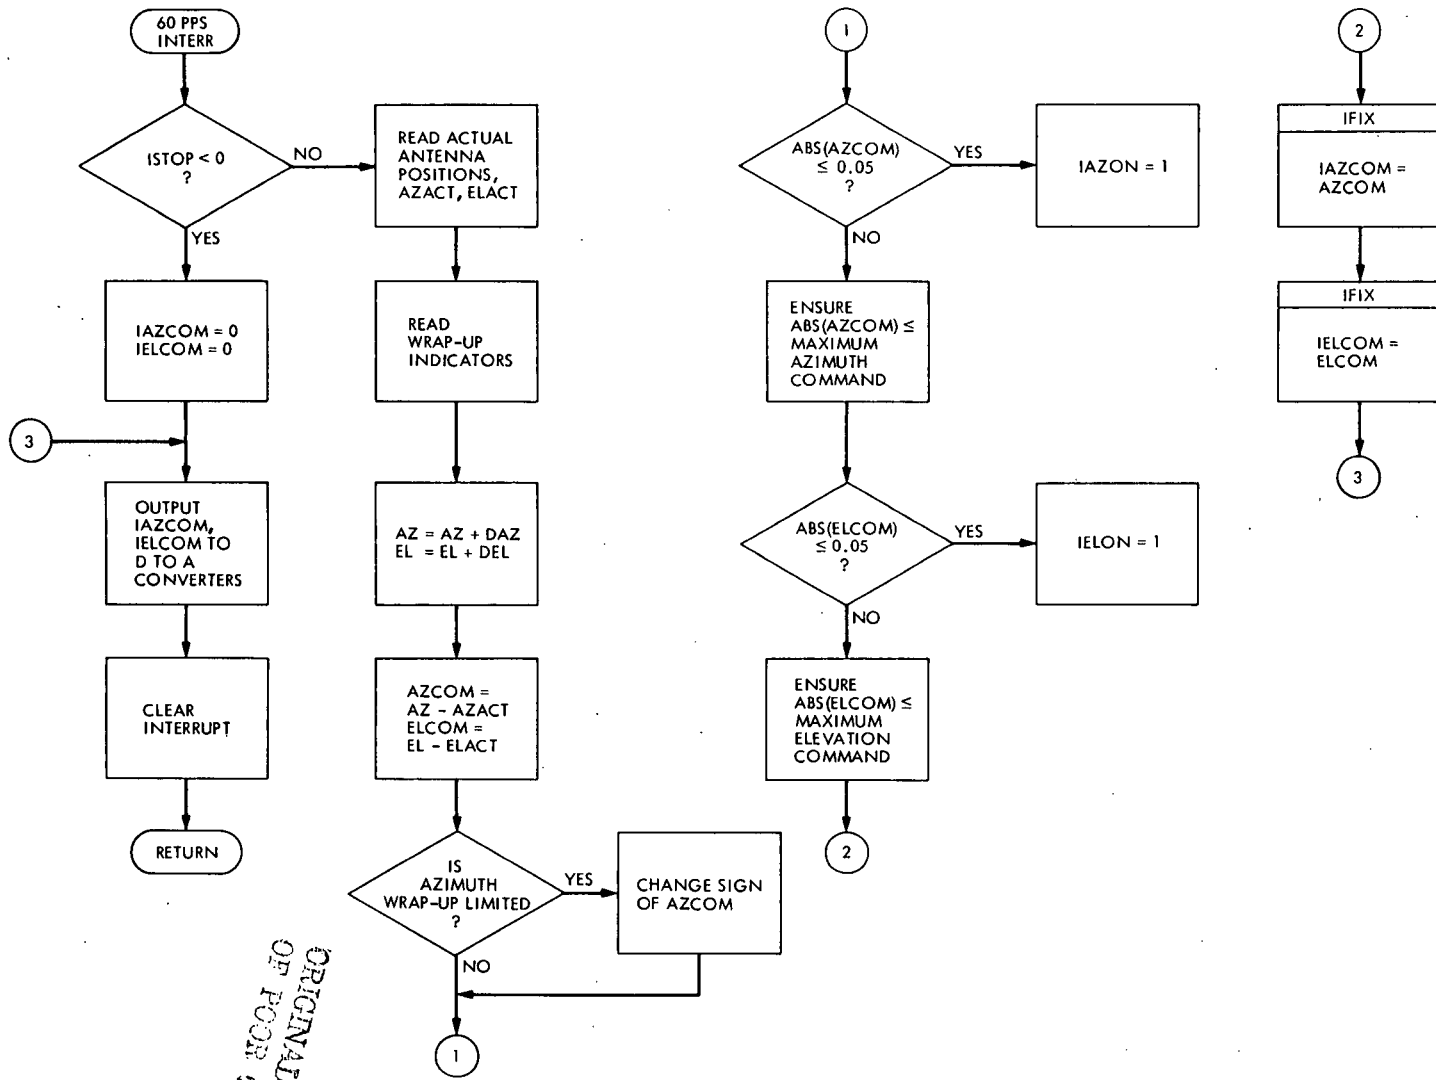 60 PPS
INTERR
ISTOP < 0
?
NO
YES
IAZCOM = 0
IELCOM = 0
3
OUTPUT
IAZCOM,
IELCOM TO
D TO A
CONVERTERS
CLEAR
INTERRUPT
RETURN
READ ACTUAL
ANTENNA
POSITIONS,
AZACT, ELACT
READ
WRAP-UP
INDICATORS
AZ = AZ + DAZ
EL = EL + DEL
AZCOM =
AZ - AZACT
ELCOM =
EL - ELACT
IS
AZIMUTH
WRAP-UP LIMITED
?
YES
CHANGE SIGN
OF AZCOM
NO
1
1
ABS(AZCOM)
≤ 0.05
?
YES
IAZON = 1
NO
ENSURE
ABS(AZCOM) ≤
MAXIMUM
AZIMUTH
COMMAND
ABS(ELCOM)
≤ 0.05
?
YES
IELON = 1
NO
ENSURE
ABS(ELCOM) ≤
MAXIMUM
ELEVATION
COMMAND
2
2
IFIX
IAZCOM =
AZCOM
IFIX
IELCOM =
ELCOM
3
ORIGINAL
OF POOR